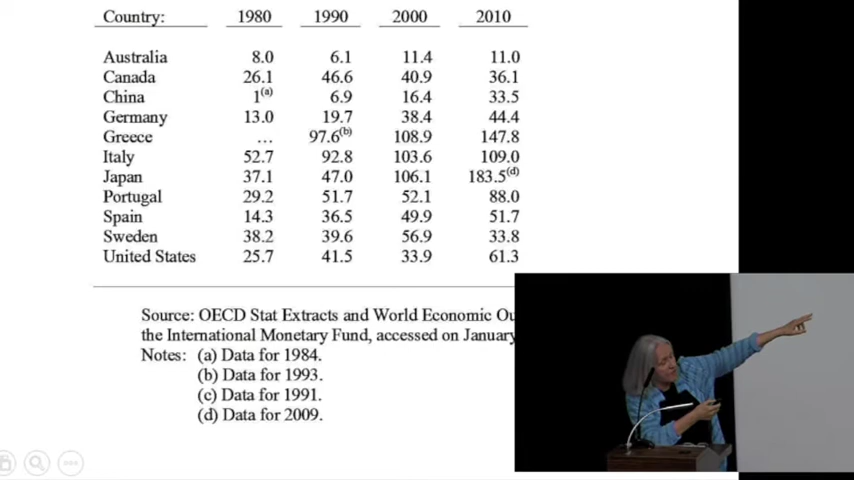 Country: 1980 1990 2000 2010
Australia 8.0 6.1 11.4 11.0
Canada 26.1 46.6 40.9 36.1
China 1(a) 6.9 16.4 33.5
Germany 13.0 19.7 38.4 44.4
Greece ... 97.6(b) 108.9 147.8
Italy 52.7 92.8 103.6 109.0
Japan 37.1 47.0 106.1 183.5(d)
Portugal 29.2 51.7 52.1 88.0
Spain 14.3 36.5 49.9 51.7
Sweden 38.2 39.6 56.9 33.8
United States 25.7 41.5 33.9 61.3
Source: OECD Stat Extracts and World Economic Ou
the International Monetary Fund, accessed on January
Notes: (a) Data for 1984.
(b) Data for 1993.
(c) Data for 1991.
(d) Data for 2009.